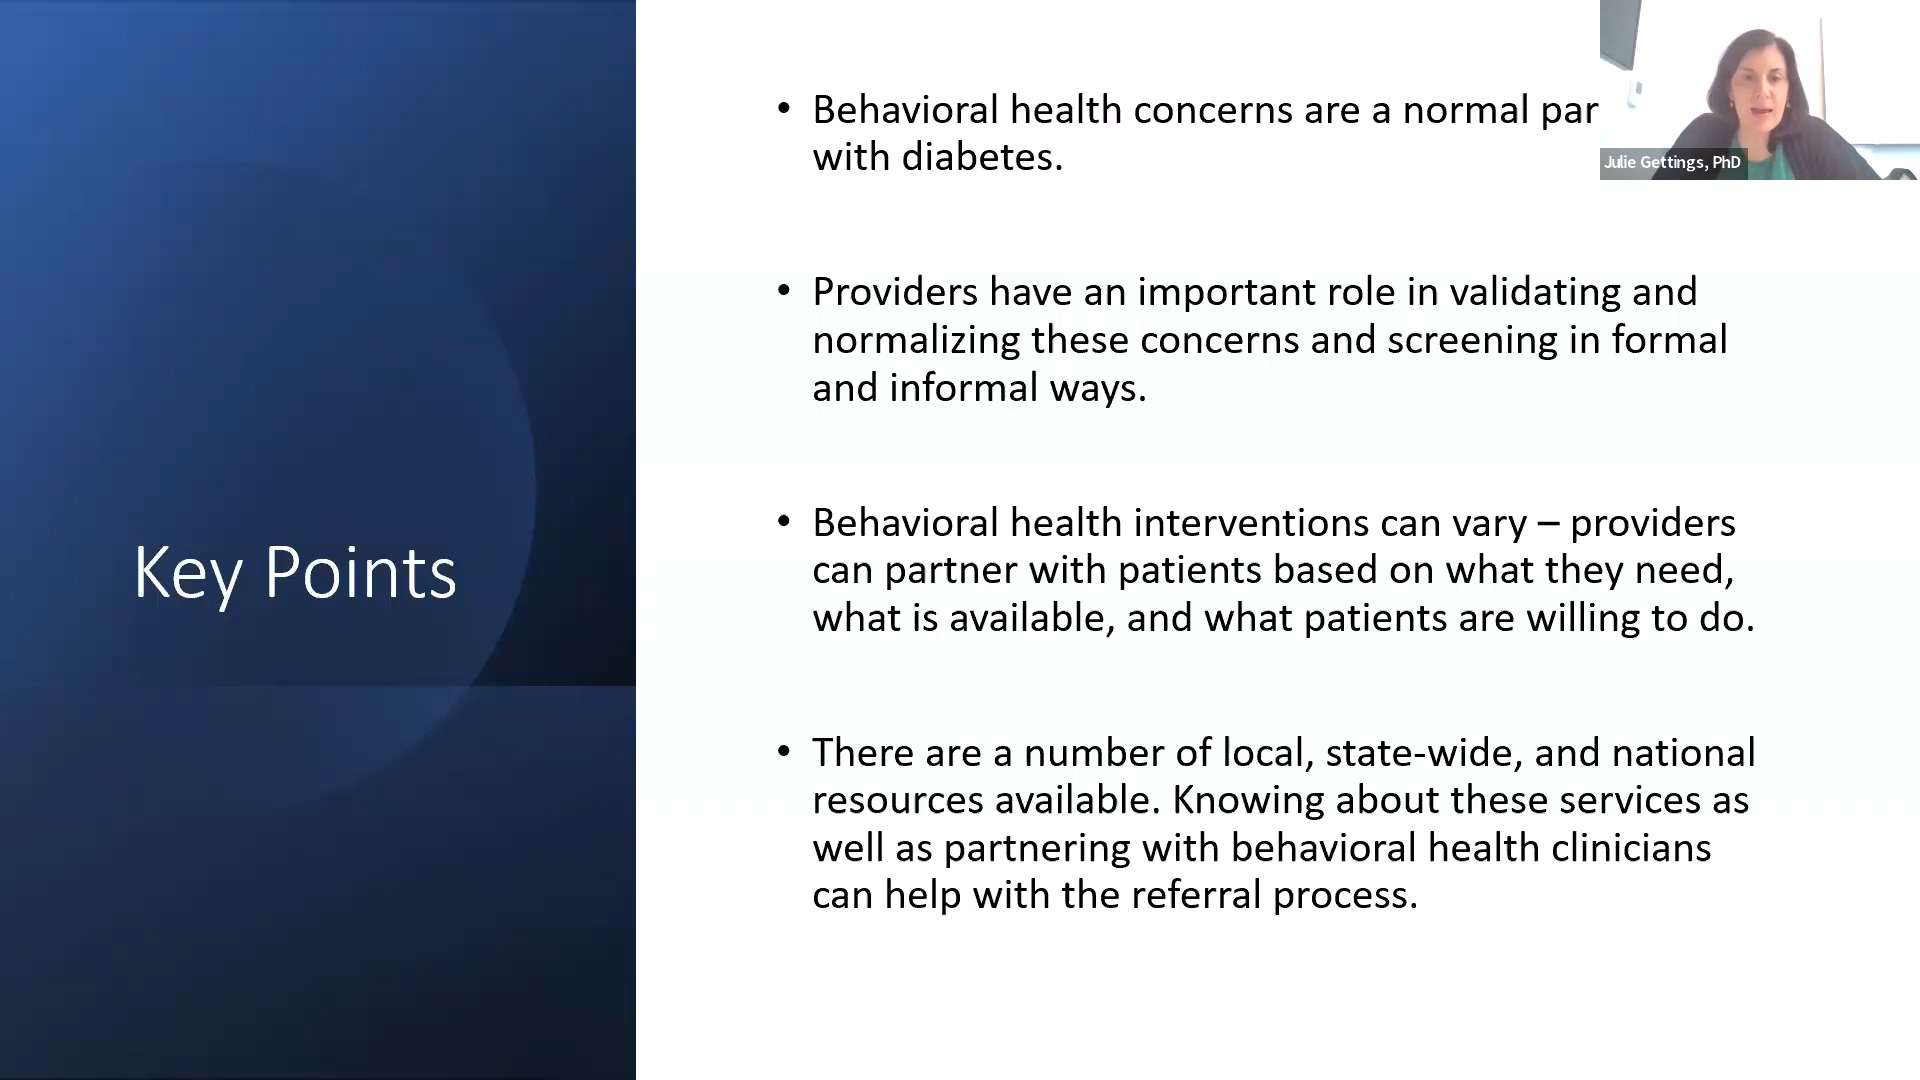 Key Points
• Behavioral health concerns are a normal par
with diabetes.
• Providers have an important role in validating and
normalizing these concerns and screening in formal
and informal ways.
• Behavioral health interventions can vary – providers
can partner with patients based on what they need,
what is available, and what patients are willing to do.
• There are a number of local, state-wide, and national
resources available. Knowing about these services as
well as partnering with behavioral health clinicians
can help with the referral process.
Julie Gettings, PhD